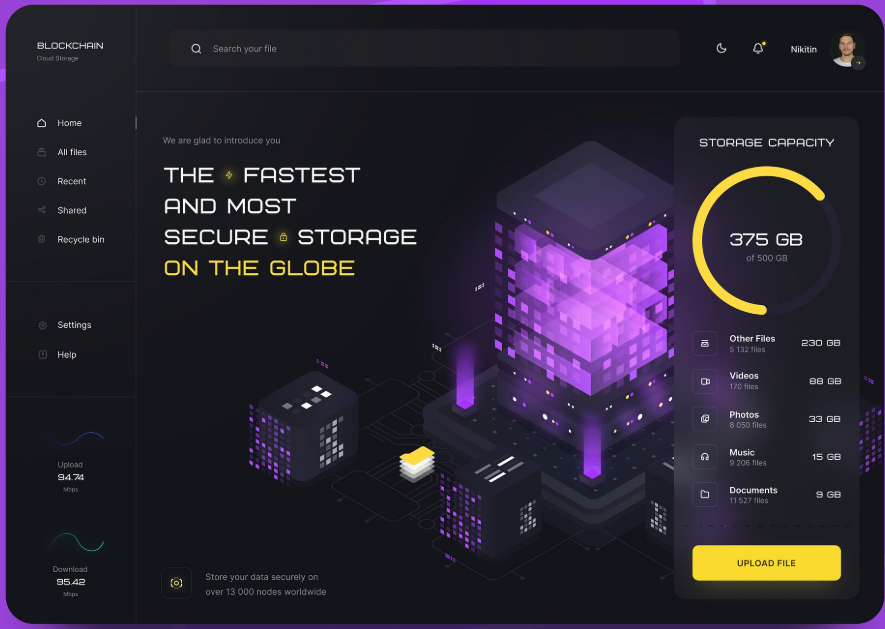 BLOCKCHAIN
Cloud Storage
Search your file
Nikitin
Home
All files
Recent
Shared
Recycle bin
Settings
Help
Upload
94.74
Mbps
Download
95.42
Mbps
We are glad to introduce you
THE FASTEST
AND MOST
SECURE STORAGE
ON THE GLOBE
Store your data securely on
over 13 000 nodes worldwide
STORAGE CAPACITY
375 GB
of 500 GB
Other Files
230 GB
5 132 files
Videos
88 GB
170 files
Photos
33 GB
8 050 files
Music
15 GB
9 206 files
Documents
9 GB
11 527 files
UPLOAD FILE